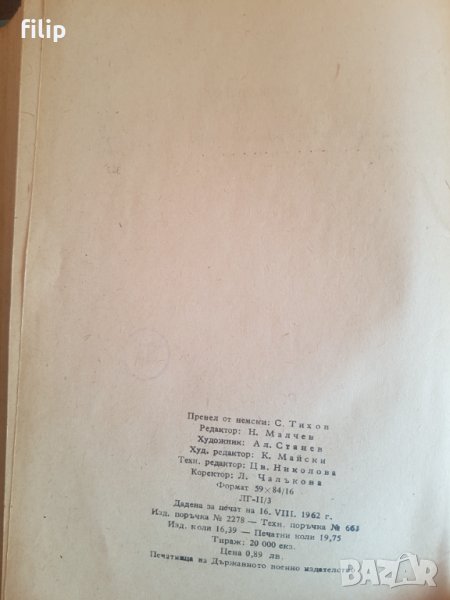 filip
Превел от немски: С. Тихов
Редактор: Н. Малчев
Художник: Ал. Станев
Худ. редактор: К. Майски
Техн. редактор: Цв. Николова
Коректор: Л. Чалъкова
Формат 59×84/16
ЛГ-II/3
Дадена за печат на 16. VIII. 1962 г.
Изд. поръчка № 2278 — Техн. поръчка № 663
Изд. коли 16,39 — Печатни коли 19,75
Тираж: 20 000 екз.
Цена 0,89 лв.
Печатница на Държавното военно издателство
BAZAR